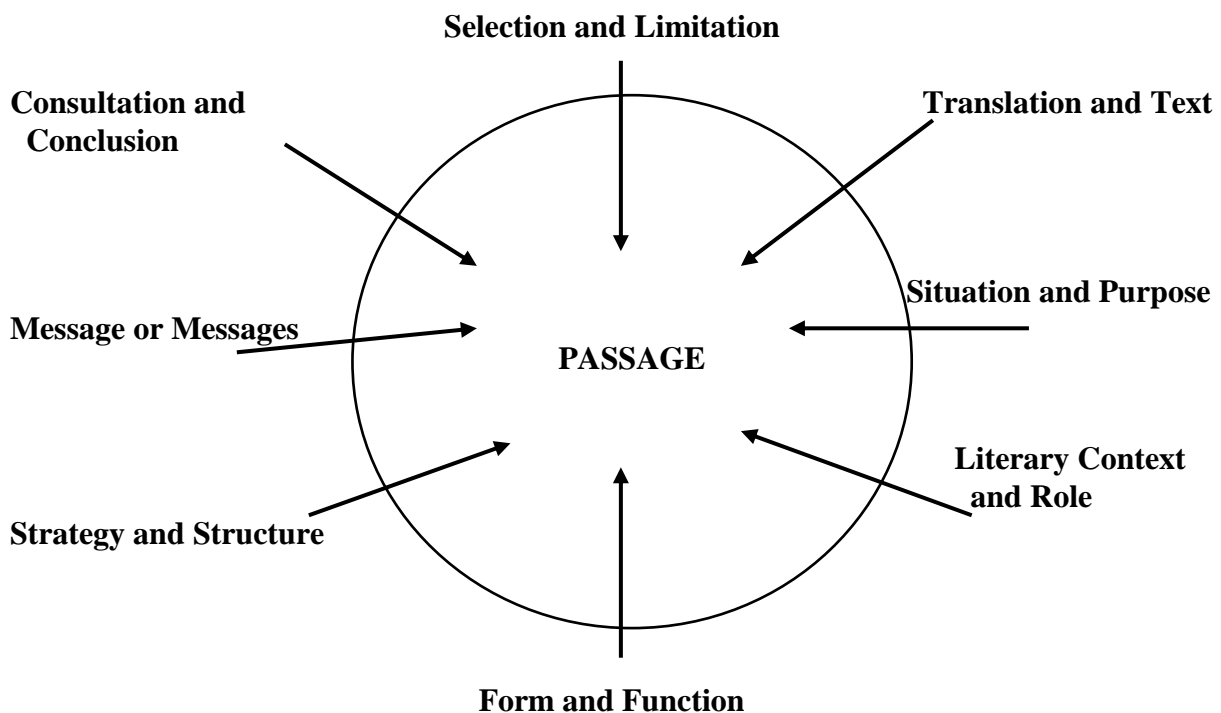 Selection and Limitation
Consultation and
Conclusion
Translation and Text
Situation and Purpose
Message or Messages
PASSAGE
Literary Context
and Role
Strategy and Structure
Form and Function